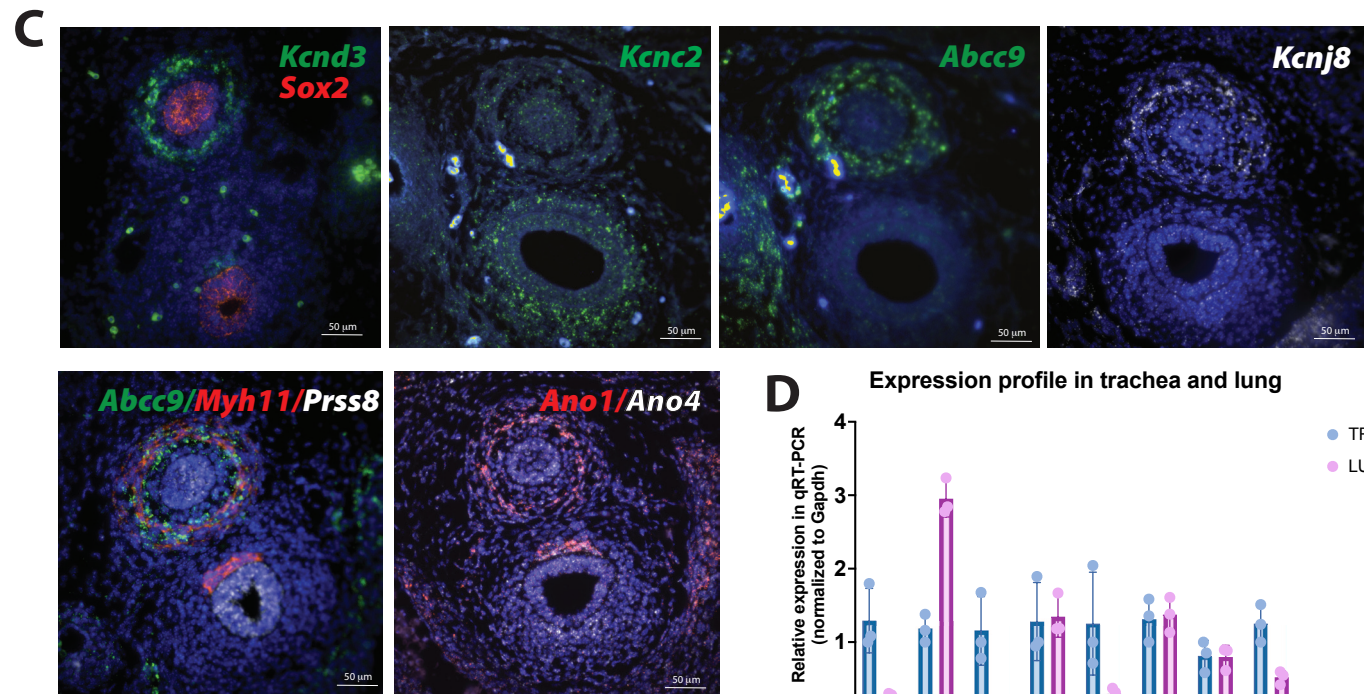 C
Kcnd3
Sox2
50 µm
Kcnc2
50 µm
Abcc9
50 µm
Kcnj8
50 µm
Abcc9/Myh11/Prss8
50 µm
Ano1/Ano4
50 µm
D
Expression profile in trachea and lung
Relative expression in qRT-PCR
(normalized to Gapdh)
4
3
2
1